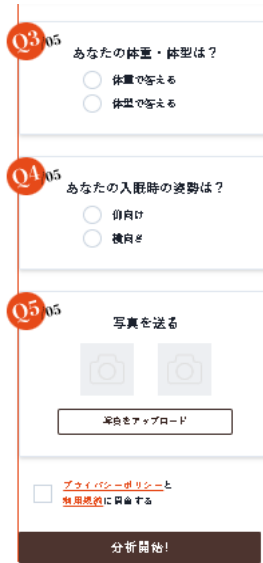 Q3/05
あなたの体重・体型は？
体重で答える
体型で答える
Q4/05
あなたの入眠時の姿勢は？
仰向け
横向き
Q5/05
写真を送る
写真をアップロード
プライバシーポリシーと
利用規約に同意する
分析開始!